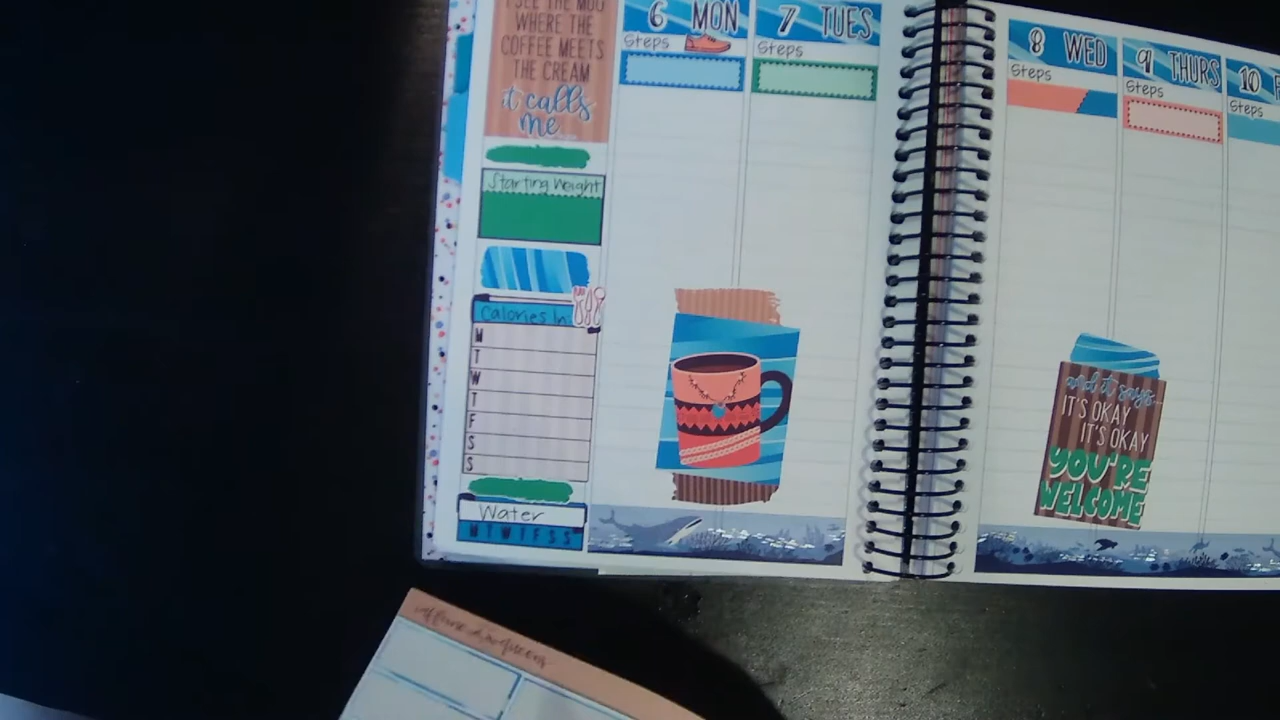 I SEE THE MUG
WHERE THE
COFFEE MEETS
THE CREAM
it calls
me
Starting Weight
Calories In
M
T
W
T
F
S
S
Water
M T W T F S S
6 MON
Steps
7 TUES
Steps
8 WED
Steps
9 THURS
Steps
10
Steps
and it says...
IT'S OKAY
IT'S OKAY
YOU'RE
WELCOME